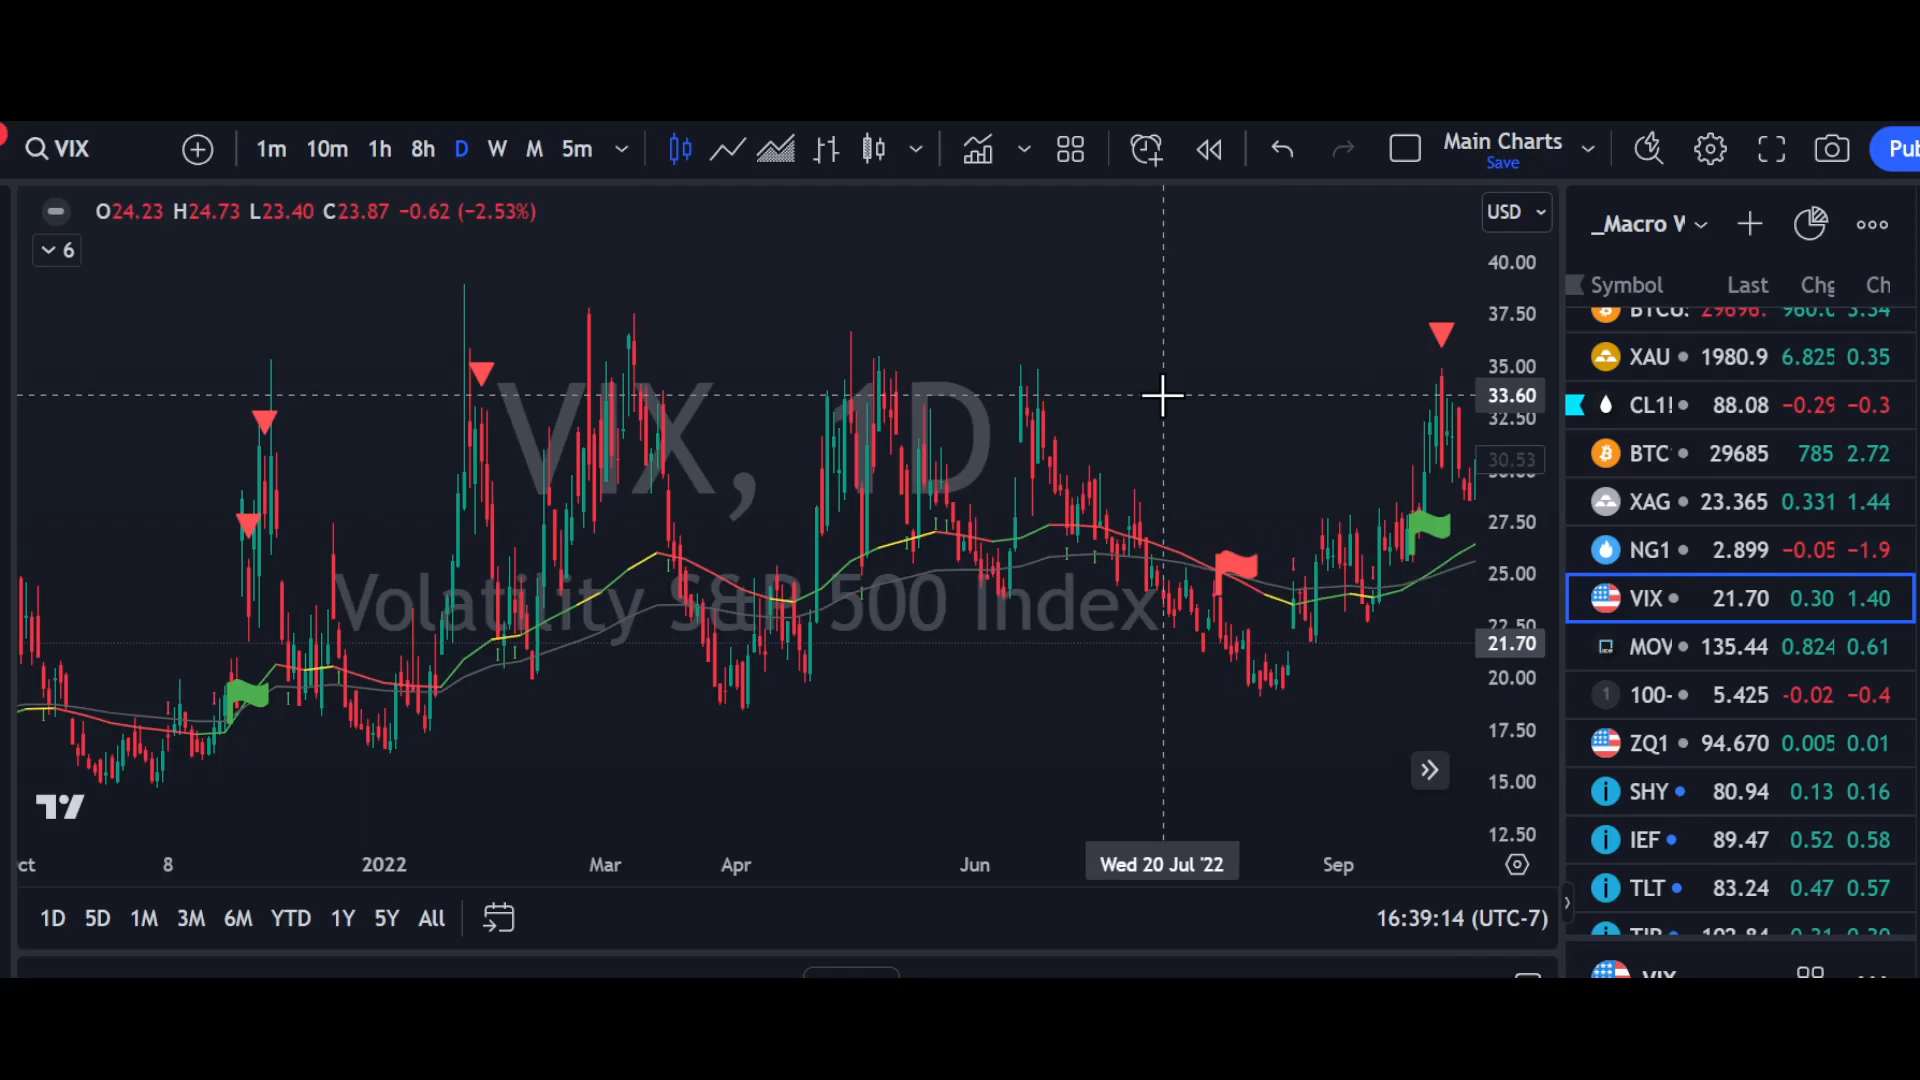 VIX 1m 10m 1h 8h D W M 5m Main Charts Pub
Save
O24.23 H24.73 L23.40 C23.87 −0.62 (−2.53%)
6
USD
40.00
37.50
35.00
33.60
32.50
30.53
27.50
25.00
22.50
21.70
20.00
17.50
15.00
12.50
VIX, 1D
Volatility S&P 500 Index
8 2022 Mar Apr Jun Wed 20 Jul '22 Sep
1D 5D 1M 3M 6M YTD 1Y 5Y All 16:39:14 (UTC-7)
_Macro W
Symbol Last Chg Ch
BTCU: 29696. 960.0 3.34
XAU 1980.9 6.825 0.35
CL1! 88.08 −0.29 −0.3
BTC 29685 785 2.72
XAG 23.365 0.331 1.44
NG1 2.899 −0.05 −1.9
VIX 21.70 0.30 1.40
MOV 135.44 0.824 0.61
100- 5.425 -0.02 −0.4
ZQ1 94.670 0.005 0.01
SHY 80.94 0.13 0.16
IEF 89.47 0.52 0.58
TLT 83.24 0.47 0.57
VIX